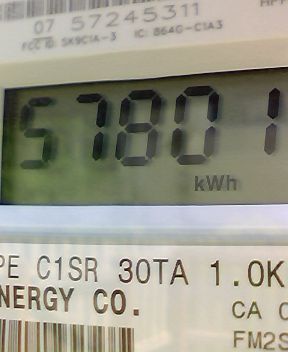 07 57245311
FCC ID: SK9C1A-3 IC: 864G-C1A3
57801
kWh
PE C1SR 30TA 1.0K
NERGY CO.
CA 0
FM2S